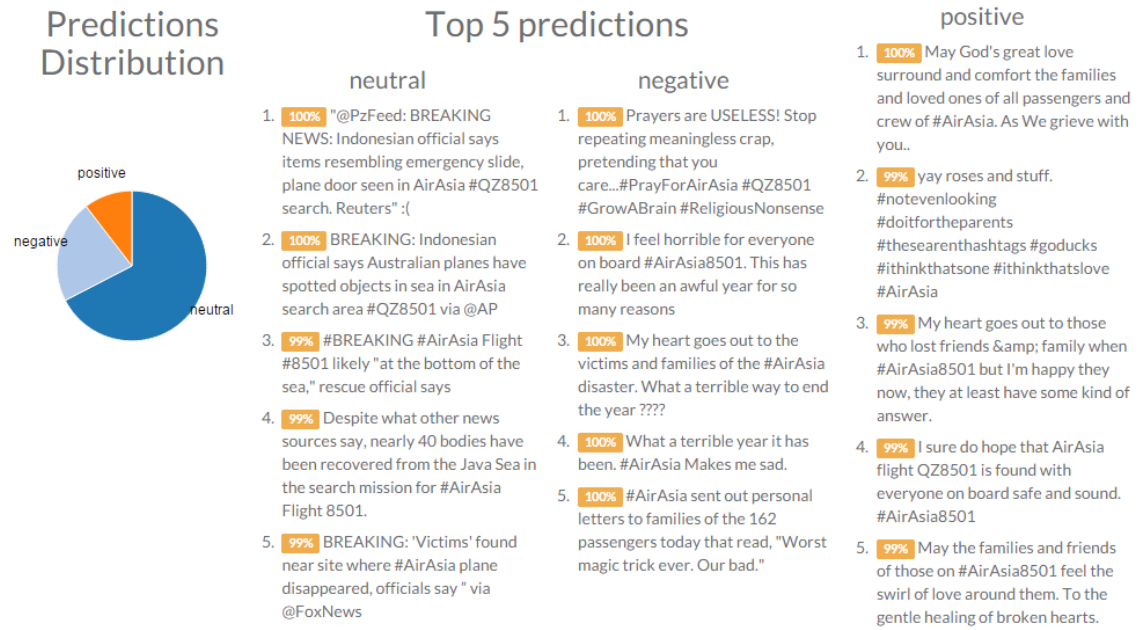 Predictions
Distribution
positive
negative
neutral
Top 5 predictions
neutral
1. 100% "@PzFeed: BREAKING
NEWS: Indonesian official says
items resembling emergency slide,
plane door seen in AirAsia #QZ8501
search. Reuters" :(
2. 100% BREAKING: Indonesian
official says Australian planes have
spotted objects in sea in AirAsia
search area #QZ8501 via @AP
3. 99% #BREAKING #AirAsia Flight
#8501 likely "at the bottom of the
sea," rescue official says
4. 99% Despite what other news
sources say, nearly 40 bodies have
been recovered from the Java Sea in
the search mission for #AirAsia
Flight 8501.
5. 99% BREAKING: 'Victims' found
near site where #AirAsia plane
disappeared, officials say " via
@FoxNews
negative
1. 100% Prayers are USELESS! Stop
repeating meaningless crap,
pretending that you
care...#PrayForAirAsia #QZ8501
#GrowABrain #ReligiousNonsense
2. 100% I feel horrible for everyone
on board #AirAsia8501. This has
really been an awful year for so
many reasons
3. 100% My heart goes out to the
victims and families of the #AirAsia
disaster. What a terrible way to end
the year ????
4. 100% What a terrible year it has
been. #AirAsia Makes me sad.
5. 100% #AirAsia sent out personal
letters to families of the 162
passengers today that read, "Worst
magic trick ever. Our bad."
positive
1. 100% May God's great love
surround and comfort the families
and loved ones of all passengers and
crew of #AirAsia. As We grieve with
you..
2. 99% yay roses and stuff.
#notevenlooking
#doitfortheparents
#thesearenthashtags #goducks
#ithinkthatsone #ithinkthatslove
#AirAsia
3. 99% My heart goes out to those
who lost friends &amp; family when
#AirAsia8501 but I'm happy they
now, they at least have some kind of
answer.
4. 99% I sure do hope that AirAsia
flight QZ8501 is found with
everyone on board safe and sound.
#AirAsia8501
5. 99% May the families and friends
of those on #AirAsia8501 feel the
swirl of love around them. To the
gentle healing of broken hearts.